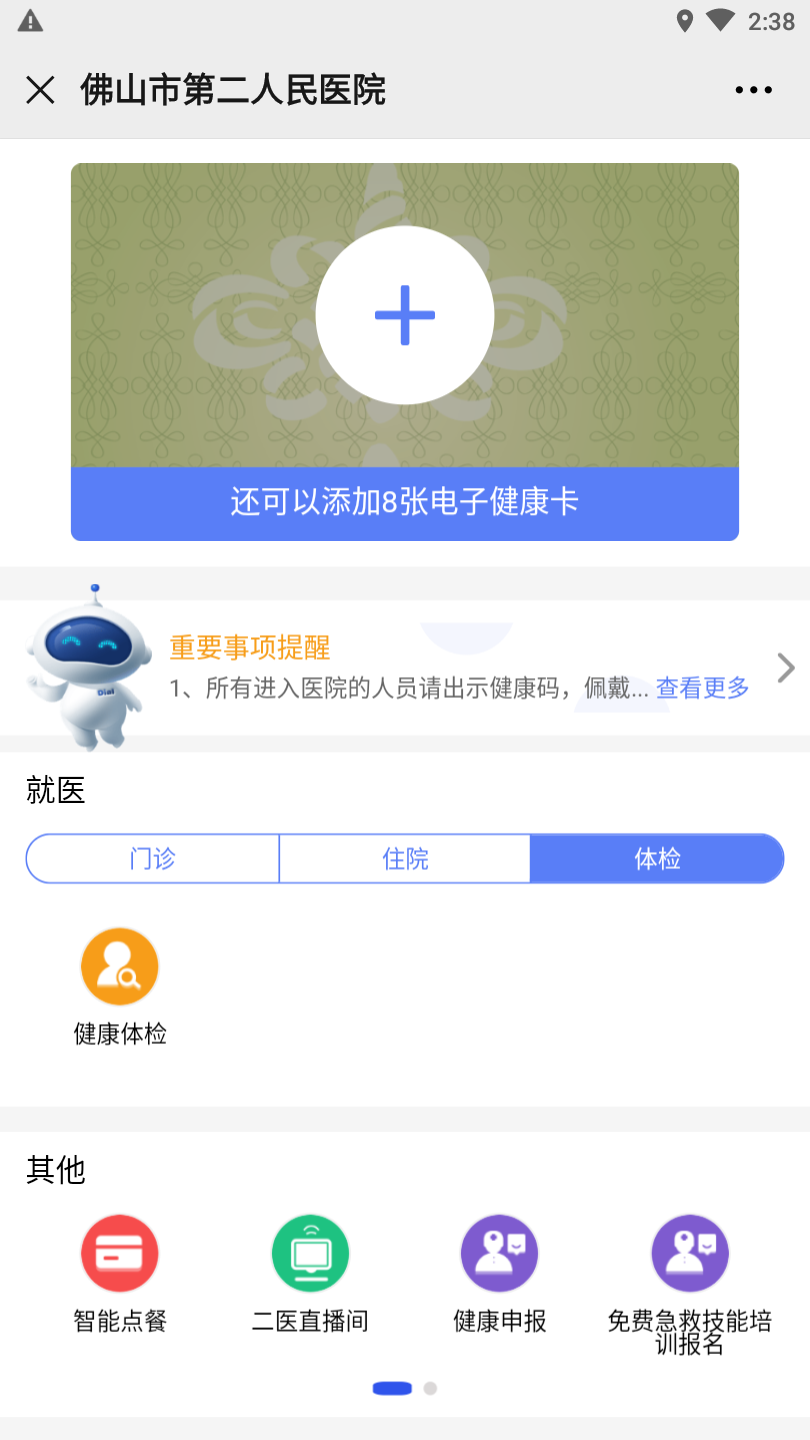 2:38
佛山市第二人民医院
还可以添加8张电子健康卡
重要事项提醒
1、所有进入医院的人员请出示健康码，佩戴... 查看更多
Dial
就医
门诊 住院 体检
健康体检
其他
智能点餐 二医直播间 健康申报 免费急救技能培
训报名